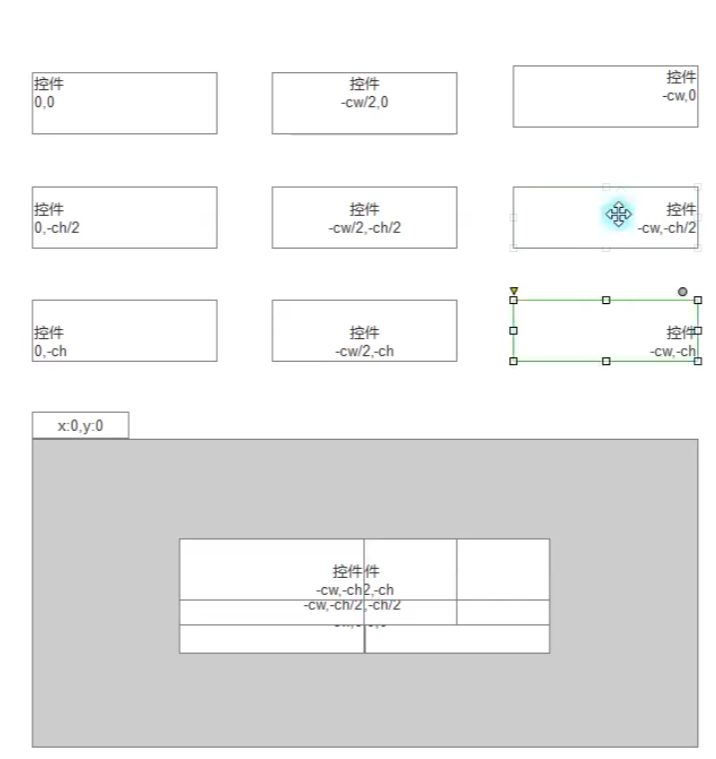 控件
0,0
控件
-cw/2,0
控件
-cw,0
控件
0,-ch/2
控件
-cw/2,-ch/2
控件
-cw,-ch/2
控件
0,-ch
控件
-cw/2,-ch
控件
-cw,-ch
x:0,y:0
控件件
-cw,-ch2,-ch
-cw,-ch/2,-ch/2